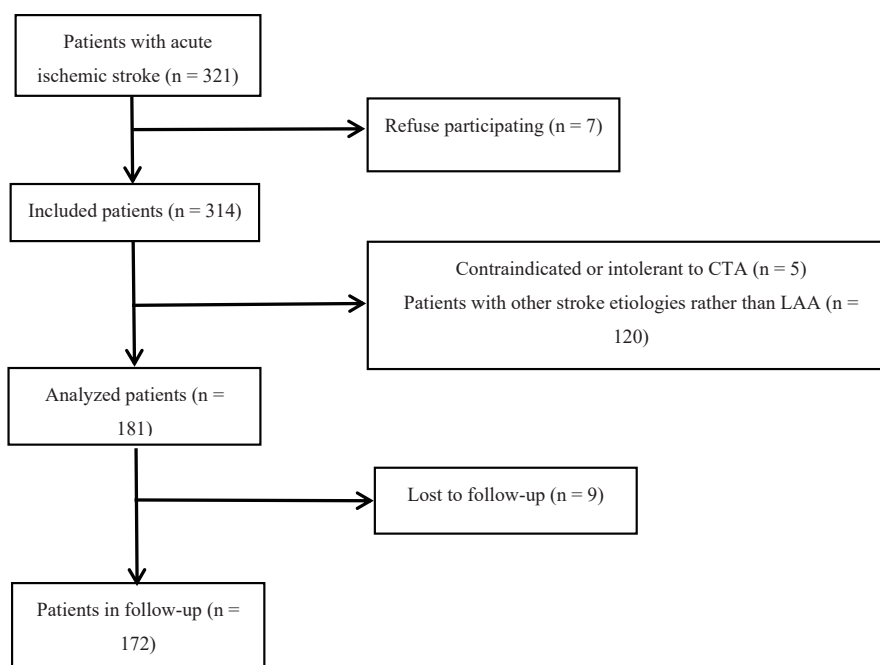 Patients with acute
ischemic stroke (n = 321)
Refuse participating (n = 7)
Included patients (n = 314)
Contraindicated or intolerant to CTA (n = 5)
Patients with other stroke etiologies rather than LAA (n =
120)
Analyzed patients (n =
181)
Lost to follow-up (n = 9)
Patients in follow-up (n =
172)